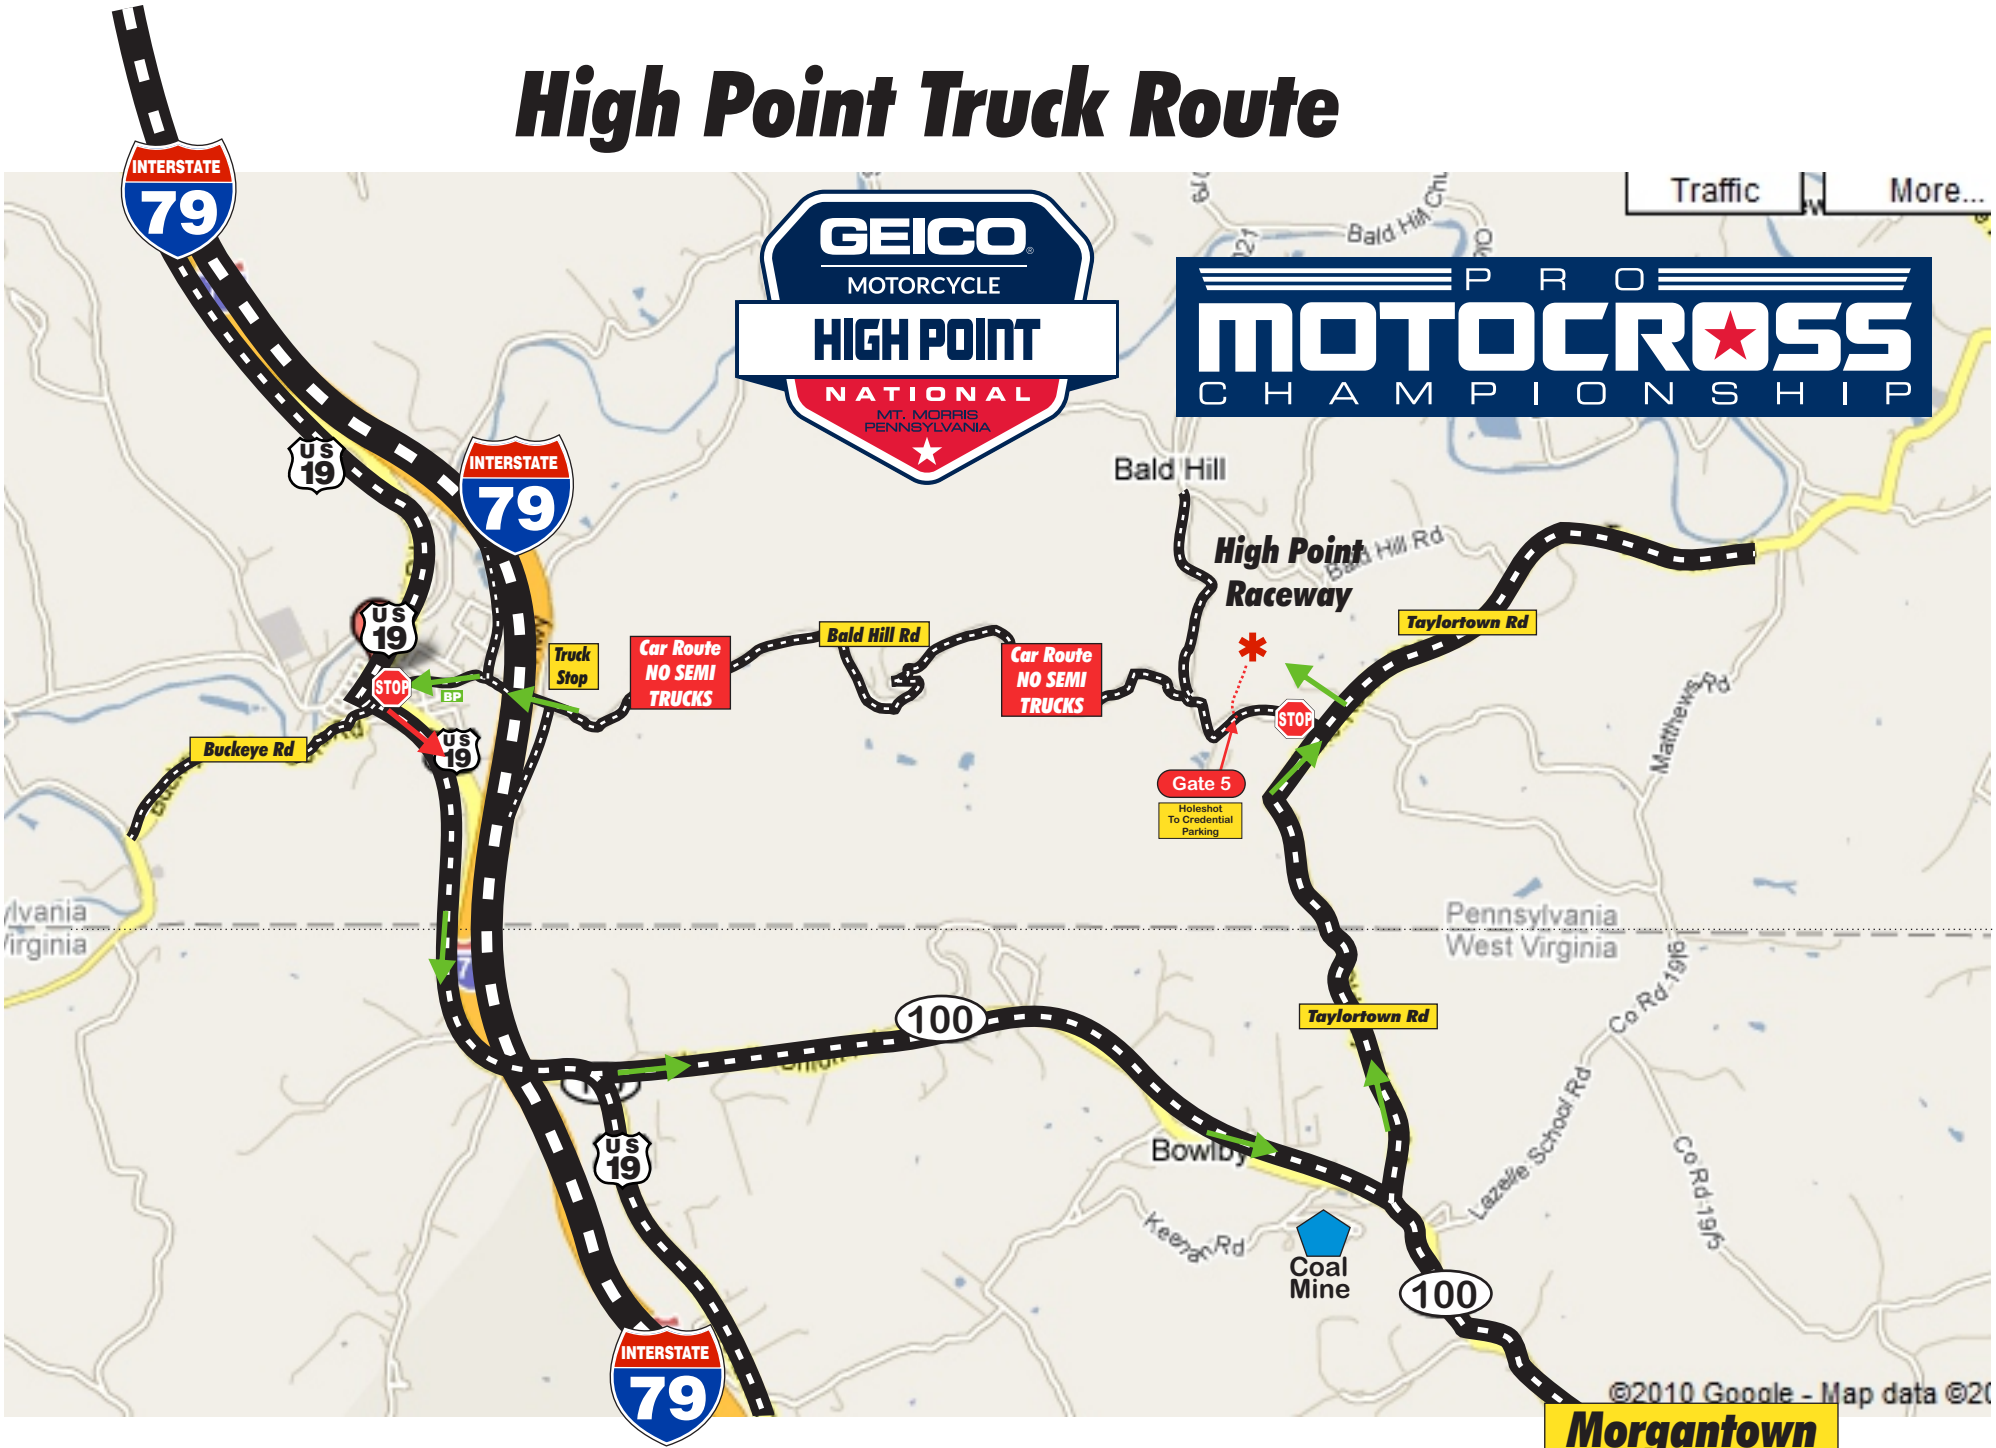 High Point Truck Route
INTERSTATE
79
Traffic
More...
GEICO
MOTORCYCLE
HIGH POINT
NATIONAL
MT. MORRIS
PENNSYLVANIA
Bald Hill
PRO
MOTOCROSS
CHAMPIONSHIP
US
19
INTERSTATE
79
Bald Hill
High Point
Raceway
Bald Hill Rd
US
19
Taylortown Rd
Truck
Stop
Car Route
NO SEMI
TRUCKS
Bald Hill Rd
Car Route
NO SEMI
TRUCKS
STOP
BP
STOP
Matthews Rd
Buckeye Rd
US
19
Gate 5
Holeshot
To Credential
Parking
lvania
irginia
Pennsylvania
West Virginia
100
Taylortown Rd
Co Rd 19/6
US
19
Bowlby
Lazelle School Rd
Co Rd 19/5
Keenan Rd
Coal
Mine
100
INTERSTATE
79
©2010 Google - Map data ©20
Morgantown